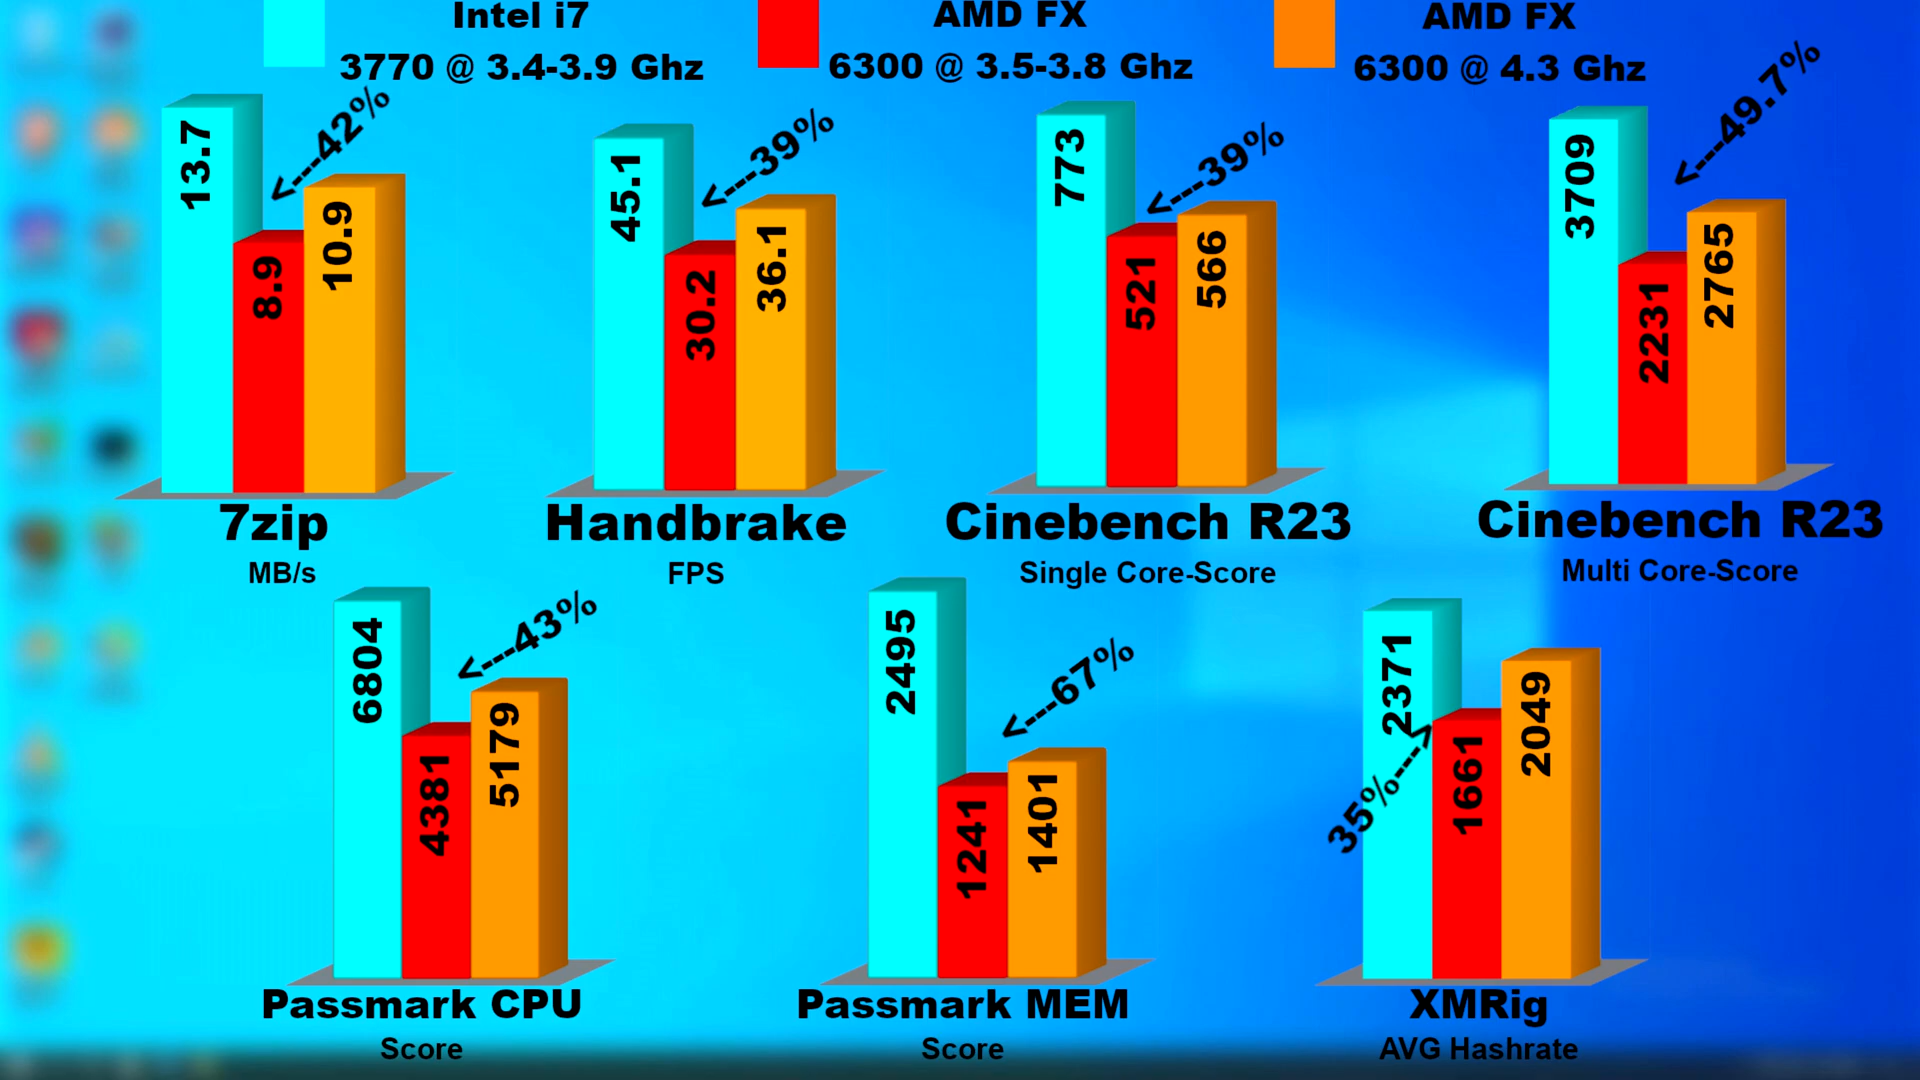 Intel i7
3770 @ 3.4-3.9 Ghz
AMD FX
6300 @ 3.5-3.8 Ghz
AMD FX
6300 @ 4.3 Ghz
13.7
8.9
10.9
<----42%
7zip
MB/s
45.1
30.2
36.1
<----39%
Handbrake
FPS
773
521
566
<----39%
Cinebench R23
Single Core-Score
3709
2231
2765
<----49.7%
Cinebench R23
Multi Core-Score
6804
4381
5179
<----43%
Passmark CPU
Score
2495
1241
1401
<----67%
Passmark MEM
Score
2371
1661
2049
35%---->
XMRig
AVG Hashrate